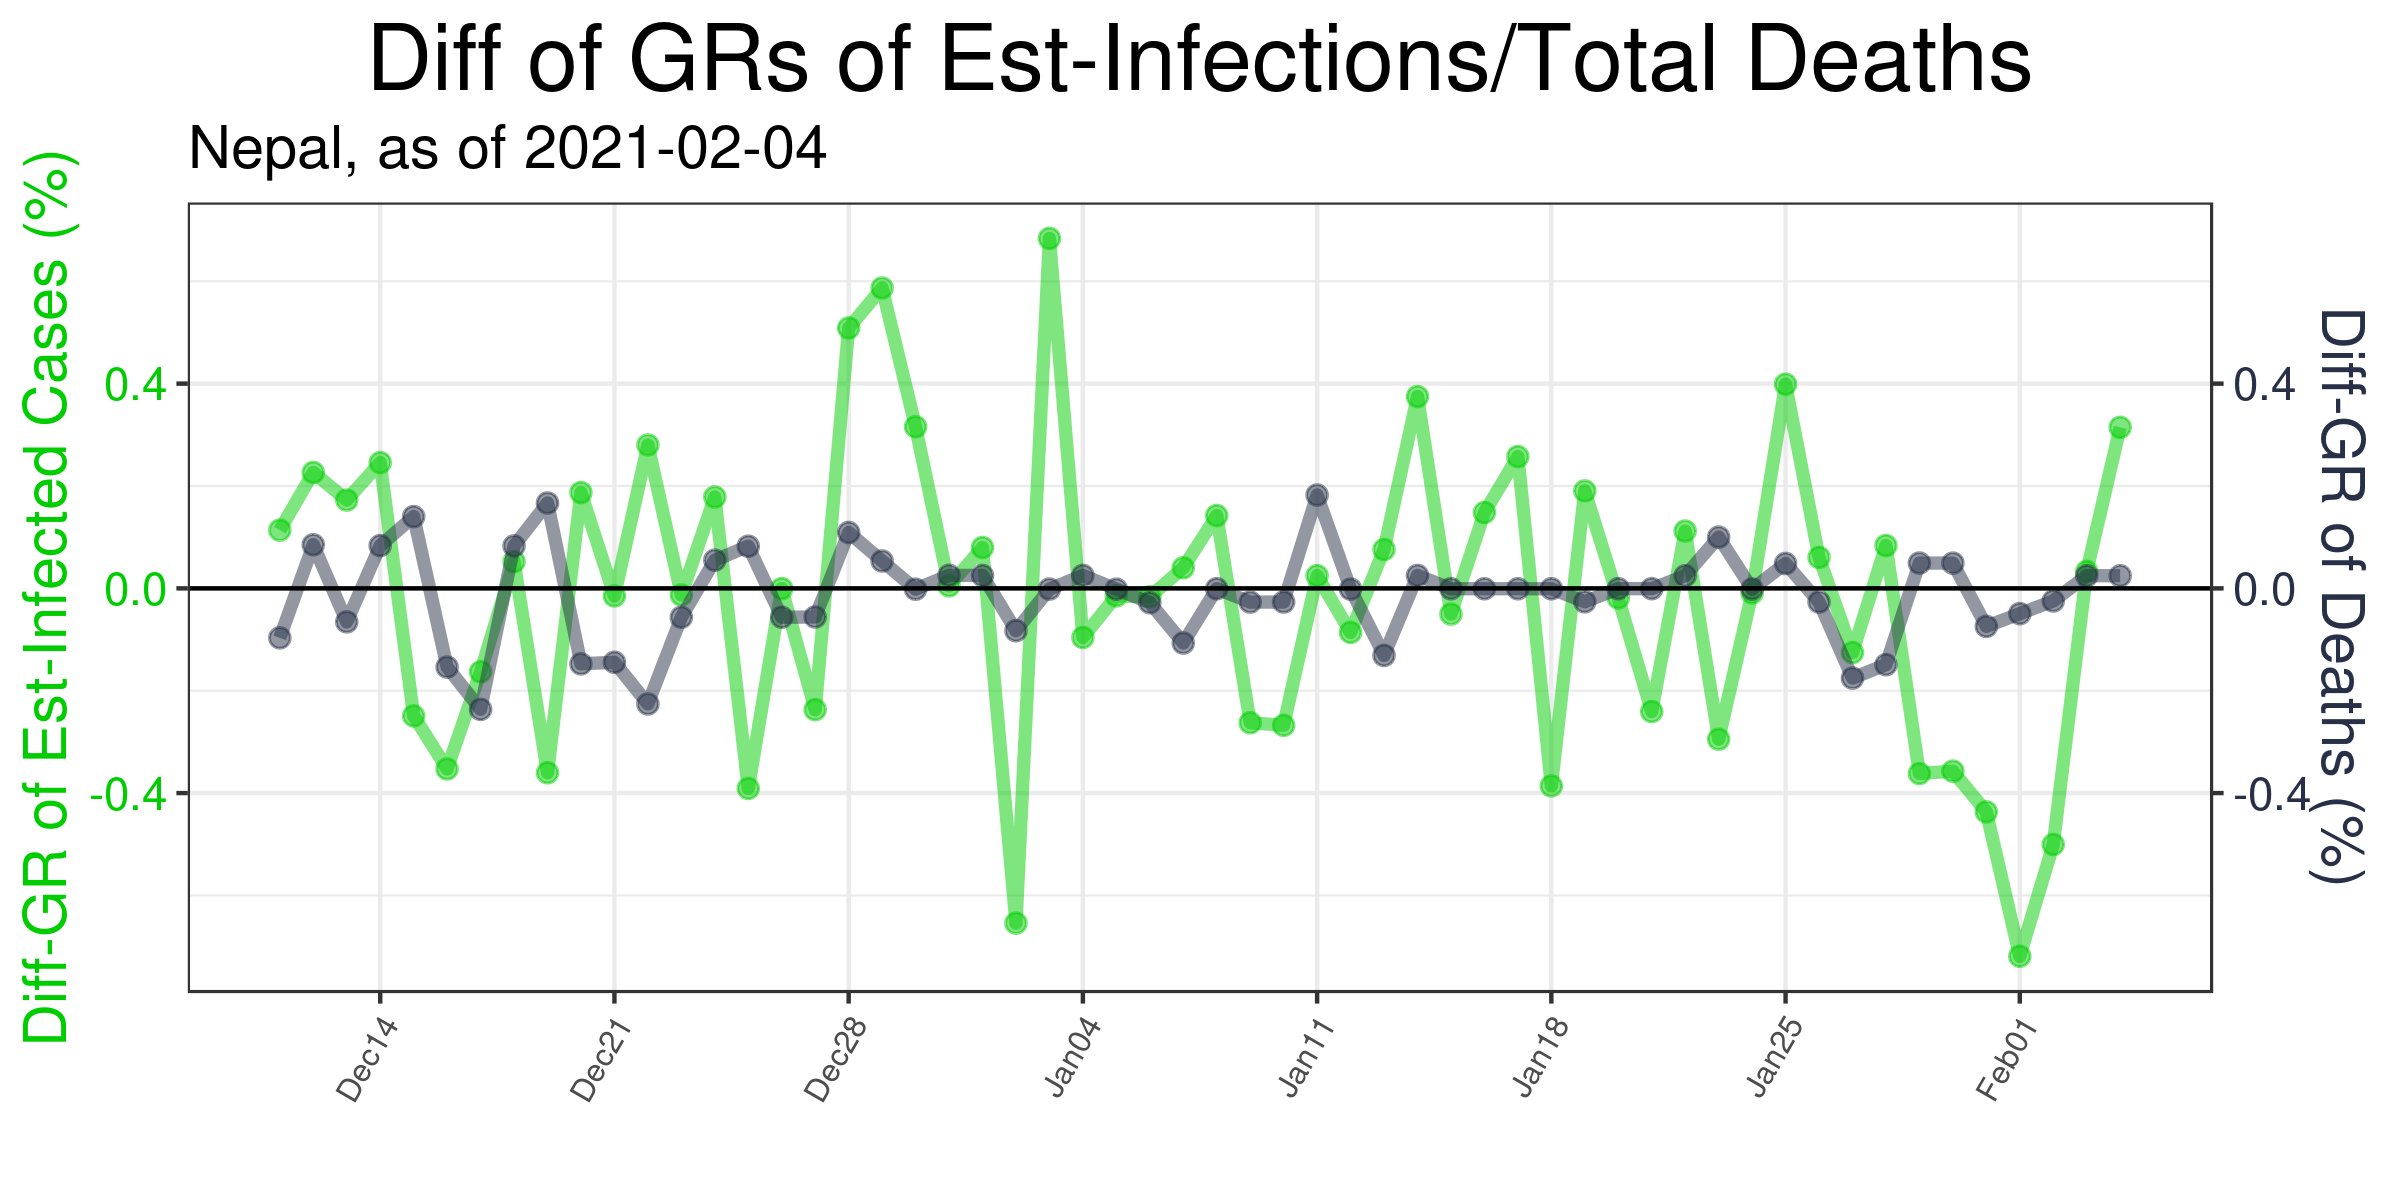 Diff of GRs of Est-Infections/Total Deaths
Nepal, as of 2021-02-04
Diff-GR of Est-Infected Cases (%)
0.4
0.0
-0.4
0.4
0.0
-0.4
Diff-GR of Deaths (%)
Dec14
Dec21
Dec28
Jan04
Jan11
Jan18
Jan25
Feb01